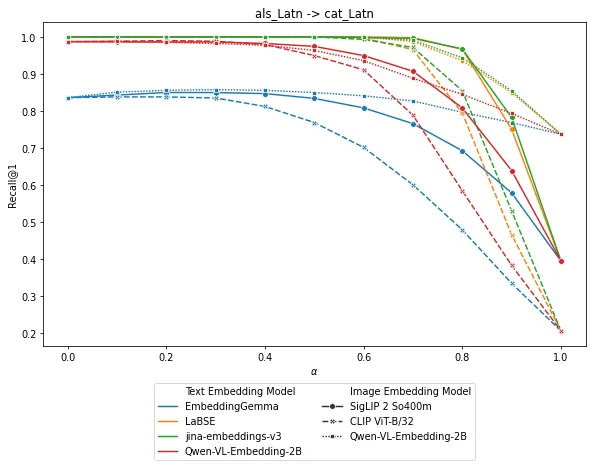 als_Latn -> cat_Latn
Recall@1
1.0
0.9
0.8
0.7
0.6
0.5
0.4
0.3
0.2
0.0 0.2 0.4 0.6 0.8 1.0
α
Text Embedding Model
EmbeddingGemma
LaBSE
jina-embeddings-v3
Qwen-VL-Embedding-2B
Image Embedding Model
SigLIP 2 So400m
CLIP ViT-B/32
Qwen-VL-Embedding-2B